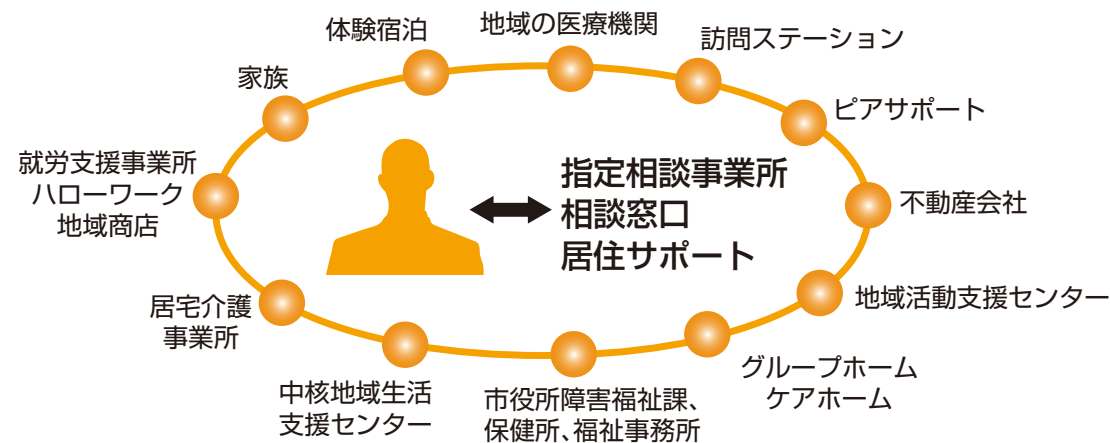 体験宿泊
地域の医療機関
訪問ステーション
家族
ピアサポート
就労支援事業所
ハローワーク
地域商店
指定相談事業所
相談窓口
居住サポート
不動産会社
居宅介護
事業所
地域活動支援センター
中核地域生活
支援センター
市役所障害福祉課、
保健所、福祉事務所
グループホーム
ケアホーム